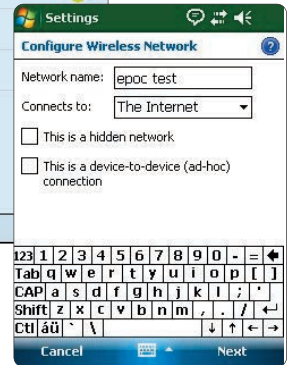 Settings
Configure Wireless Network
?
Network name: epoc test
Connects to: The Internet
This is a hidden network
This is a device-to-device (ad-hoc)
connection
123 1 2 3 4 5 6 7 8 9 0 - =
Tab q w e r t y u i o p [ ]
CAP a s d f g h j k l ; '
Shift z x c v b n m , . / ↵
Ctl áü ` \ ↓ ↑ ← →
Cancel Next